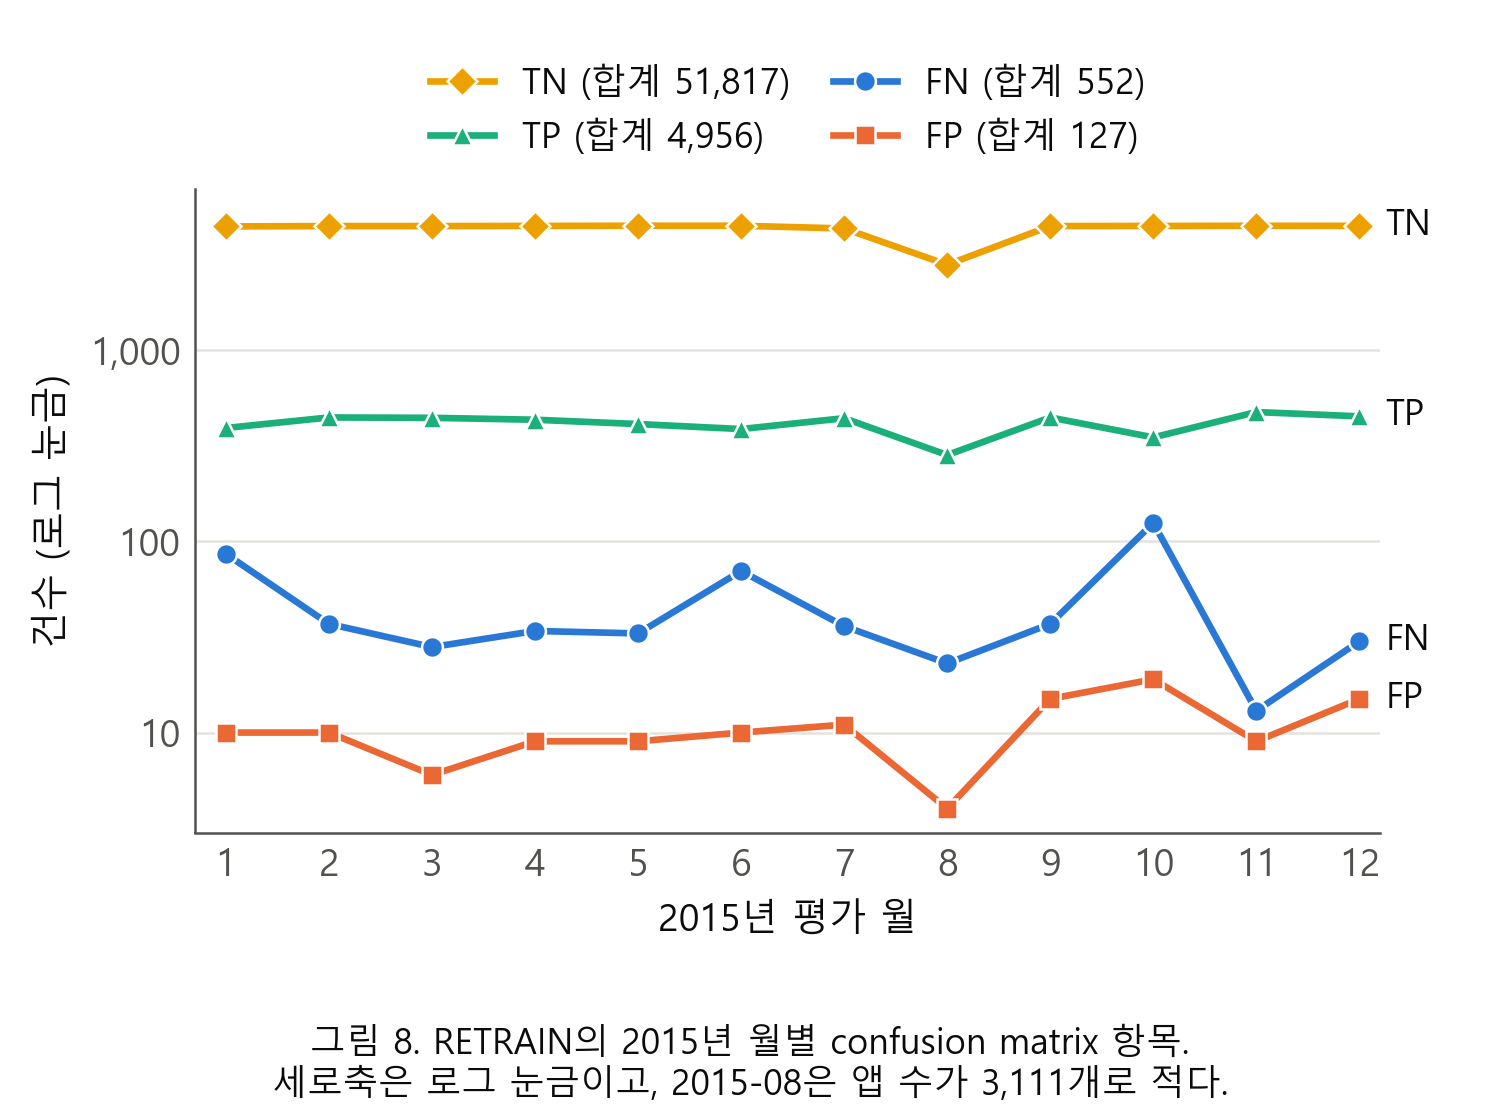 TN (합계 51,817)
FN (합계 552)
TP (합계 4,956)
FP (합계 127)
건수 (로그 눈금)
1,000
100
10
TN
TP
FN
FP
1 2 3 4 5 6 7 8 9 10 11 12
2015년 평가 월
그림 8. RETRAIN의 2015년 월별 confusion matrix 항목.
세로축은 로그 눈금이고, 2015-08은 앱 수가 3,111개로 적다.